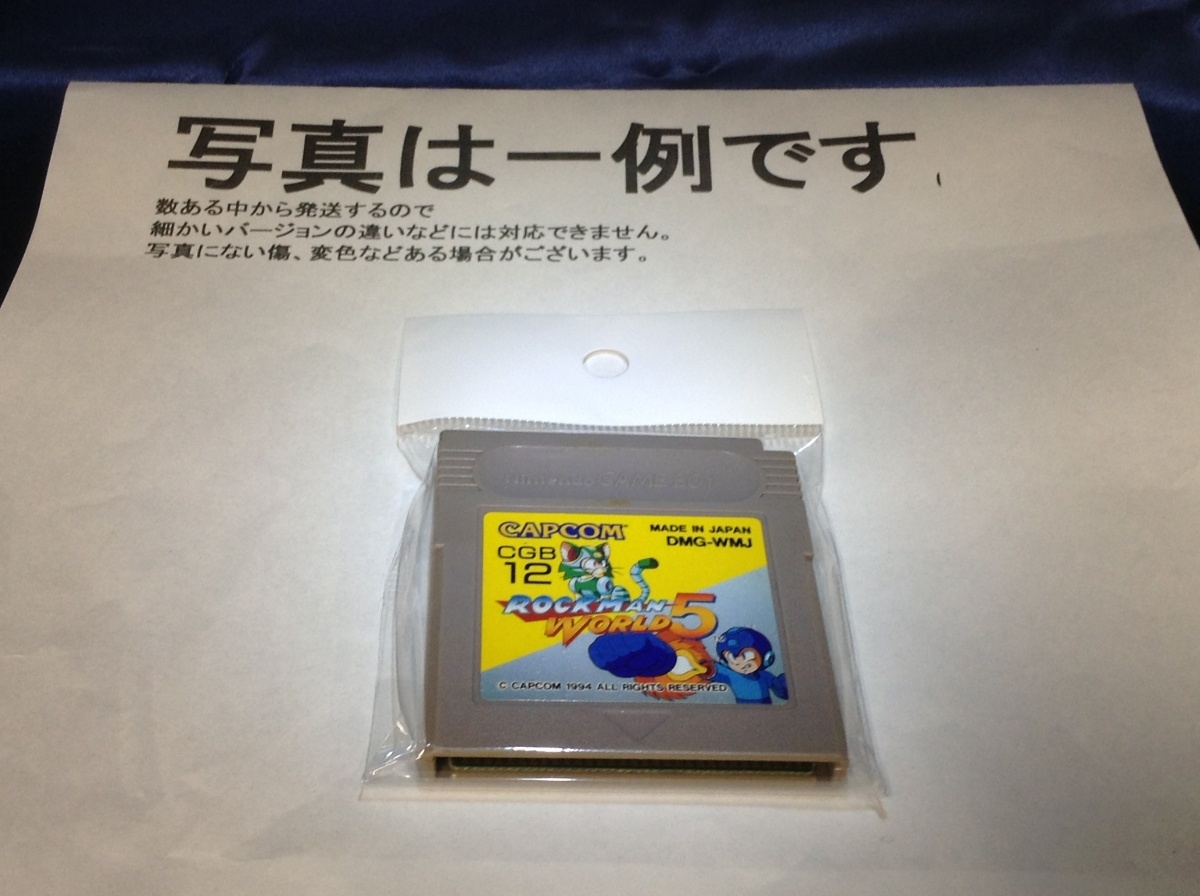 写真は一例です
数ある中から発送するので
細かいバージョンの違いなどには対応できません。
写真にない傷、変色などある場合がございます。
Nintendo GAME BOY
CAPCOM
MADE IN JAPAN
DMG-WMJ
CGB
12
ROCKMAN
WORLD 5
© CAPCOM 1994 ALL RIGHTS RESERVED